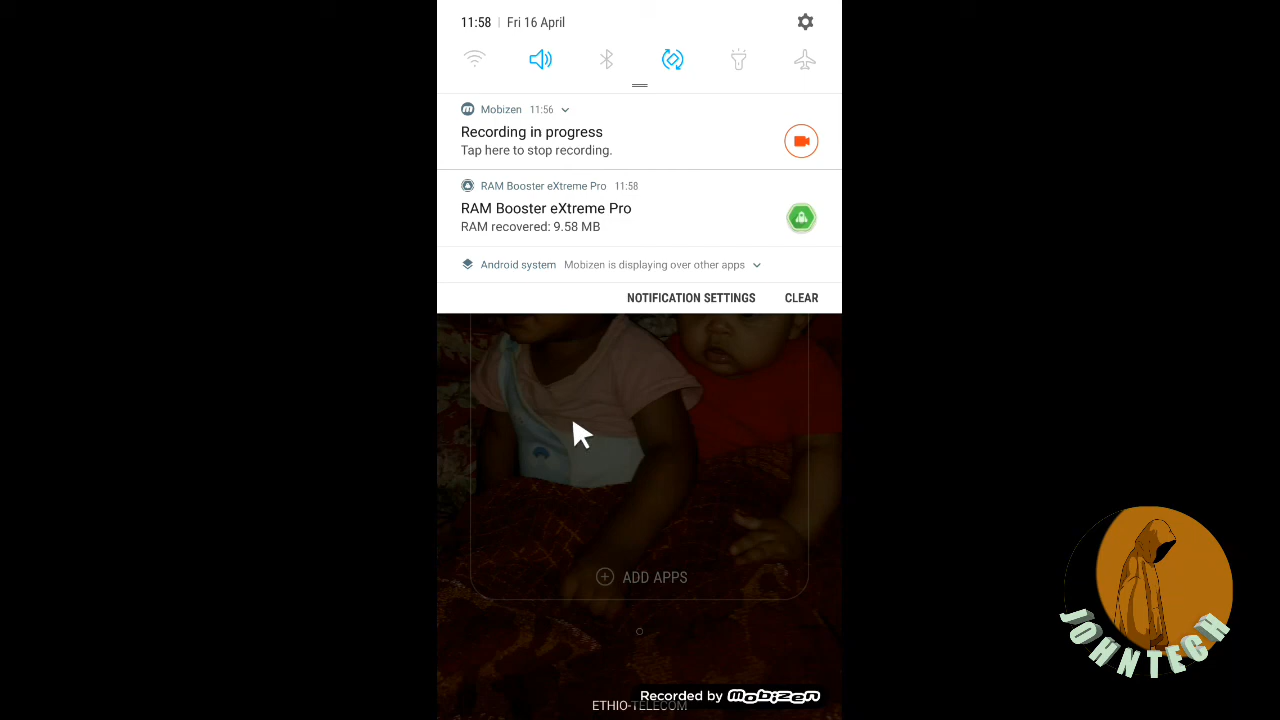 11:58 | Fri 16 April
Mobizen 11:56
Recording in progress
Tap here to stop recording.
RAM Booster eXtreme Pro 11:58
RAM Booster eXtreme Pro
RAM recovered: 9.58 MB
Android system Mobizen is displaying over other apps
NOTIFICATION SETTINGS CLEAR
ADD APPS
JOHNTECH
Recorded by mobizen
ETHIO-TELECOM